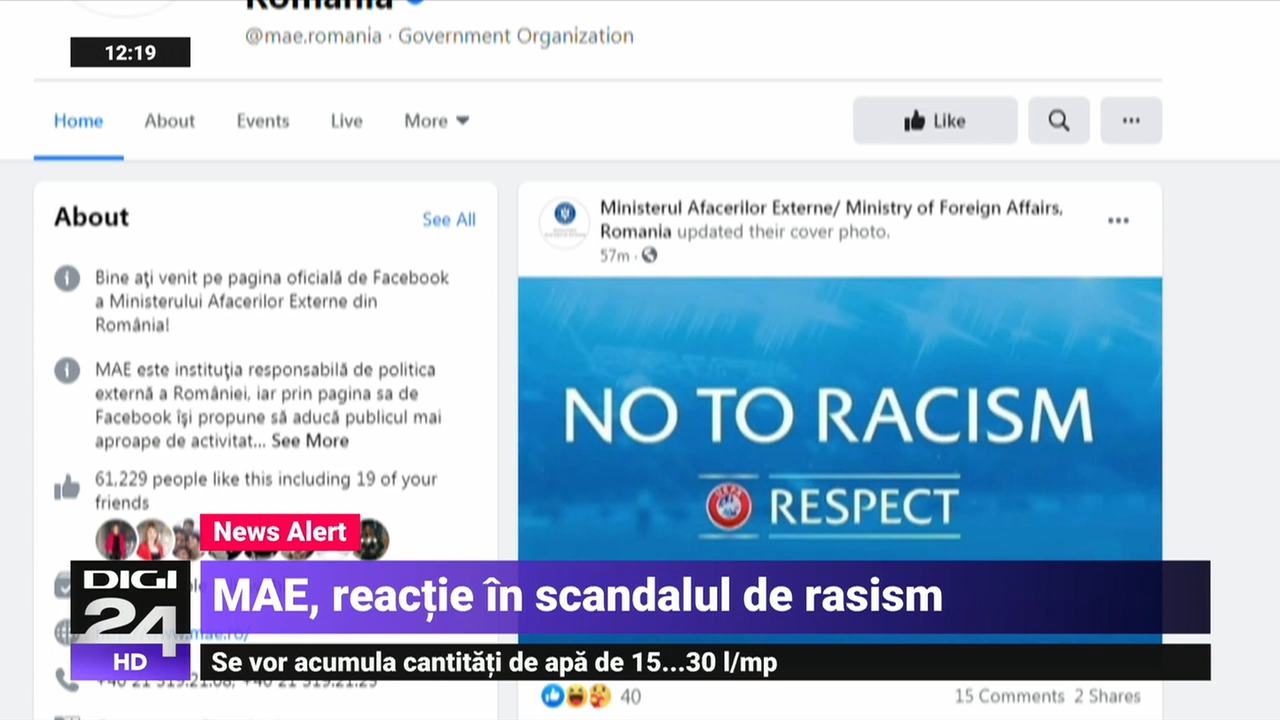 România
12:19
@mae.romania · Government Organization
Home About Events Live More
Like
About
See All
Bine aţi venit pe pagina oficială de Facebook
a Ministerului Afacerilor Externe din
România!
MAE este instituţia responsabilă de politica
externă a României, iar prin pagina sa de
Facebook îşi propune să aducă publicul mai
aproape de activitat... See More
61,229 people like this including 19 of your
friends
Ministerul Afacerilor Externe/ Ministry of Foreign Affairs,
Romania updated their cover photo.
57m ·
NO TO RACISM
UEFA
RESPECT
40
15 Comments 2 Shares
News Alert
DIGI
24
HD
MAE, reacție în scandalul de rasism
Se vor acumula cantități de apă de 15...30 l/mp